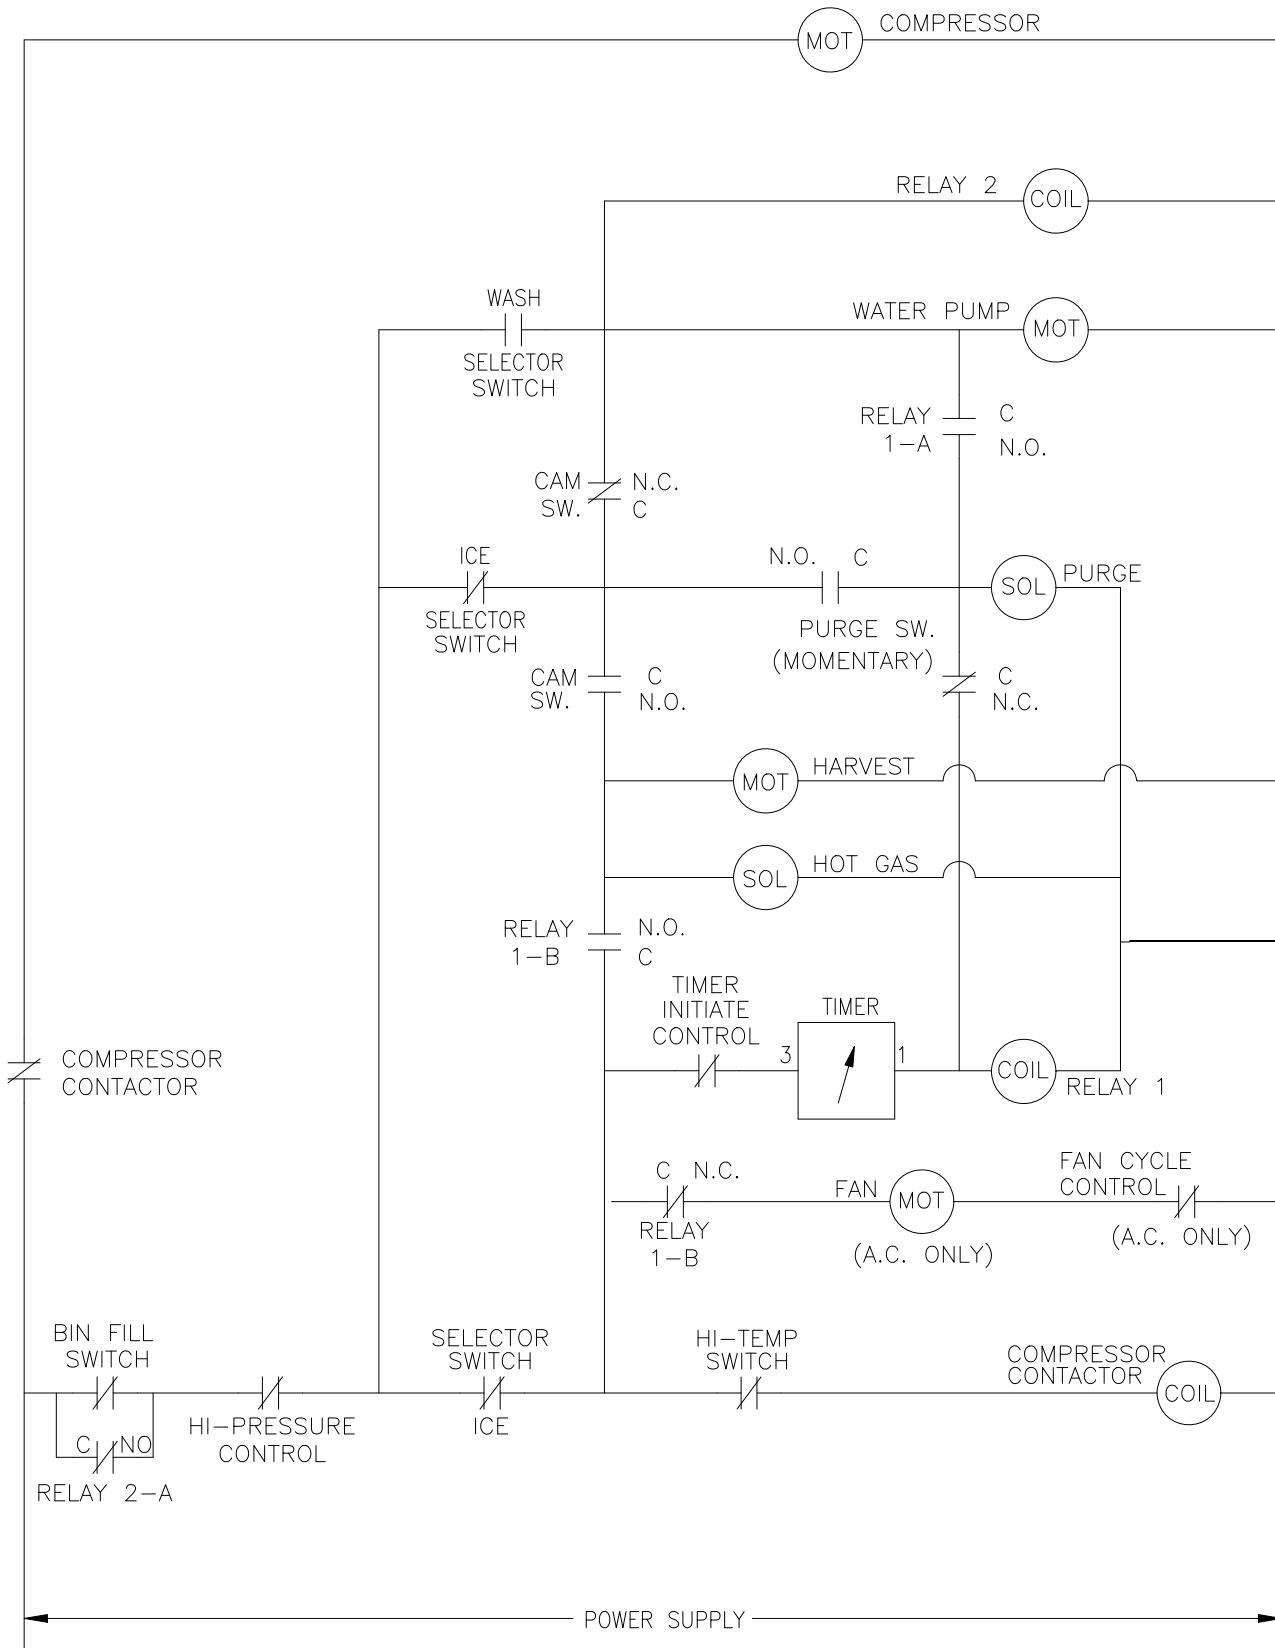 MOT COMPRESSOR
RELAY 2 COIL
WASH
SELECTOR
SWITCH
WATER PUMP MOT
RELAY
1-A
C
N.O.
CAM
SW.
N.C.
C
ICE
SELECTOR
SWITCH
N.O. C
PURGE SW.
(MOMENTARY)
SOL PURGE
CAM
SW.
C
N.O.
C
N.C.
MOT HARVEST
SOL HOT GAS
RELAY
1-B
N.O.
C
TIMER
INITIATE
CONTROL
TIMER
3 1
COIL RELAY 1
COMPRESSOR
CONTACTOR
C N.C.
RELAY
1-B
FAN MOT
(A.C. ONLY)
FAN CYCLE
CONTROL
(A.C. ONLY)
BIN FILL
SWITCH
C NO
RELAY 2-A
HI-PRESSURE
CONTROL
SELECTOR
SWITCH
ICE
HI-TEMP
SWITCH
COMPRESSOR
CONTACTOR COIL
POWER SUPPLY